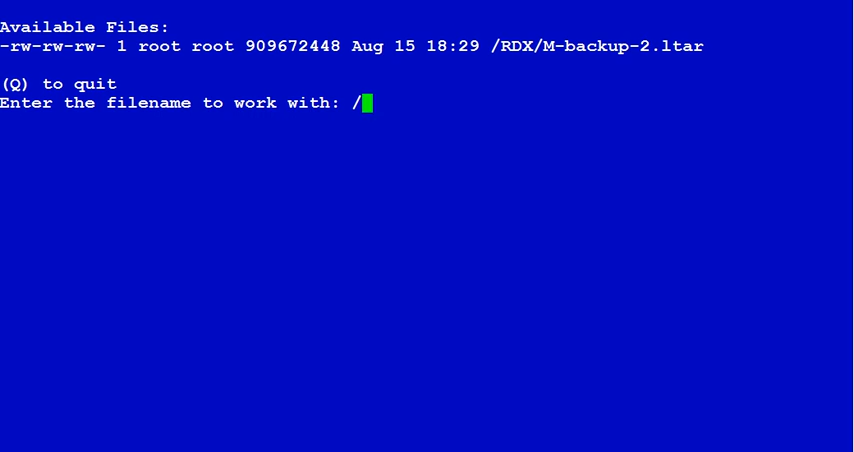 Available Files:
-rw-rw-rw- 1 root root 909672448 Aug 15 18:29 /RDX/M-backup-2.ltar
(Q) to quit
Enter the filename to work with: /